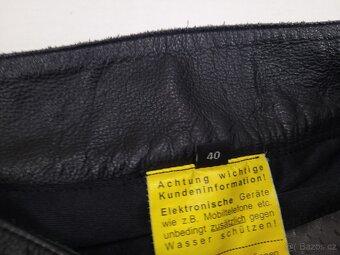 40
Achtung wichtige
Kundeninformation!
Elektronische Geräte
wie z.B. Mobiltelefone etc.
unbedingt zusätzlich gegen
Wasser schützen!
Bazos.cz